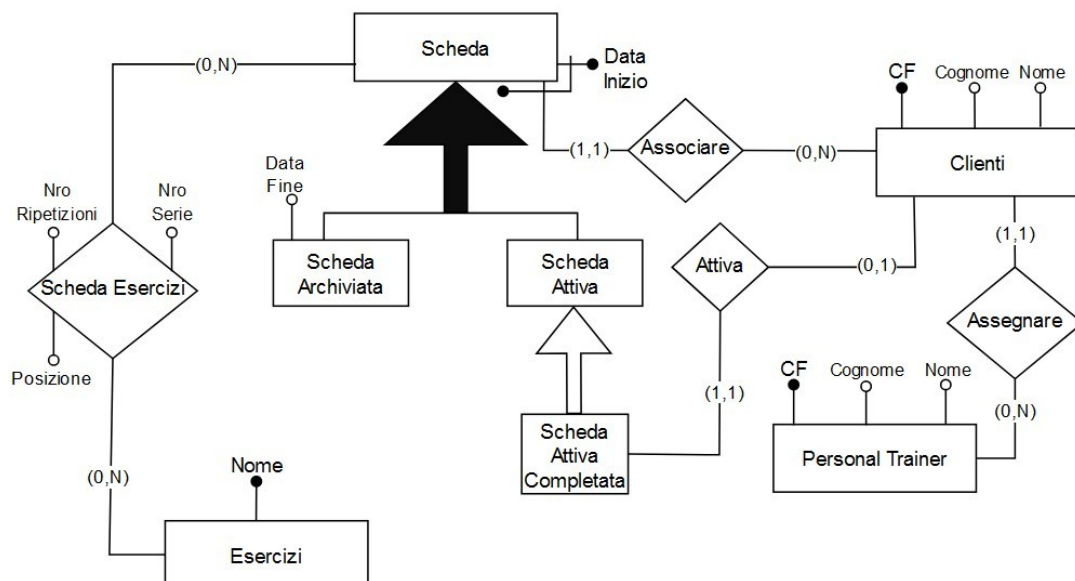 Scheda
(0,N)
Data
Inizio
CF
Cognome
Nome
(1,1)
Associare
(0,N)
Clienti
Nro
Ripetizioni
Nro
Serie
Data
Fine
Scheda Esercizi
Posizione
Scheda
Archiviata
Scheda
Attiva
Attiva
(0,1)
(1,1)
Assegnare
(1,1)
CF
Cognome
Nome
(0,N)
Scheda
Attiva
Completata
Personal Trainer
(0,N)
Nome
Esercizi